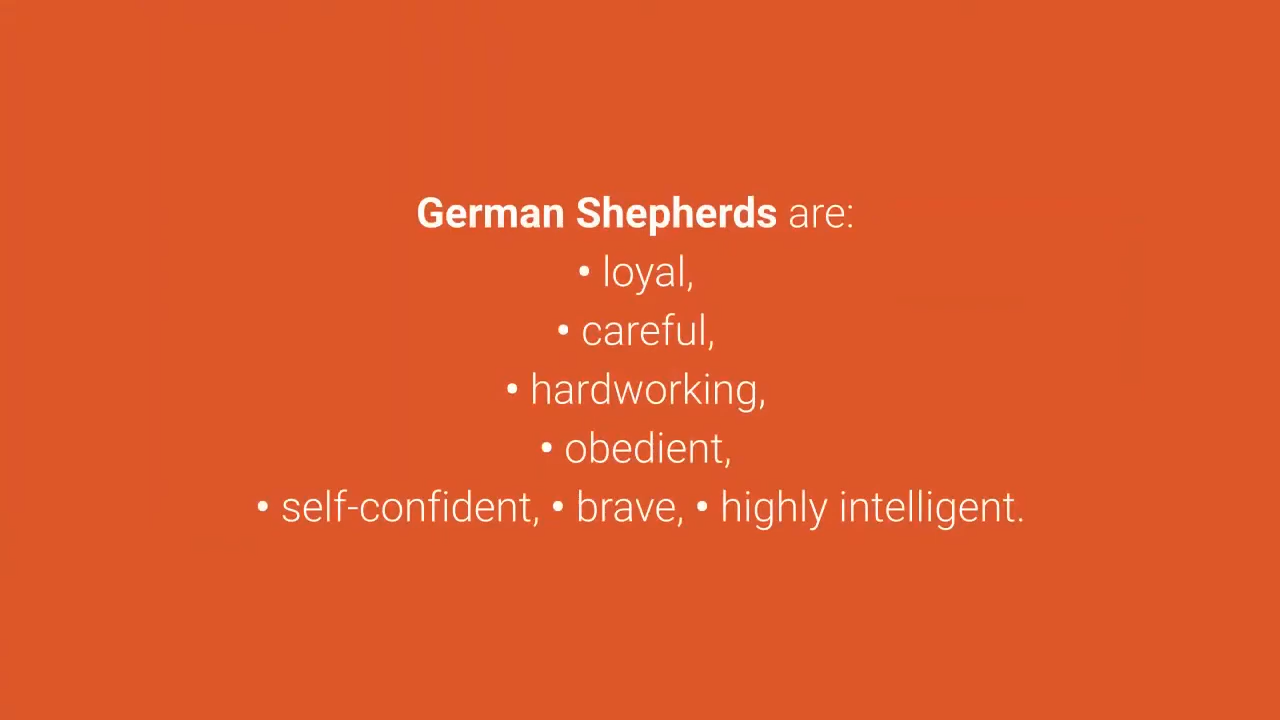 German Shepherds are:
• loyal,
• careful,
• hardworking,
• obedient,
• self-confident, • brave, • highly intelligent.